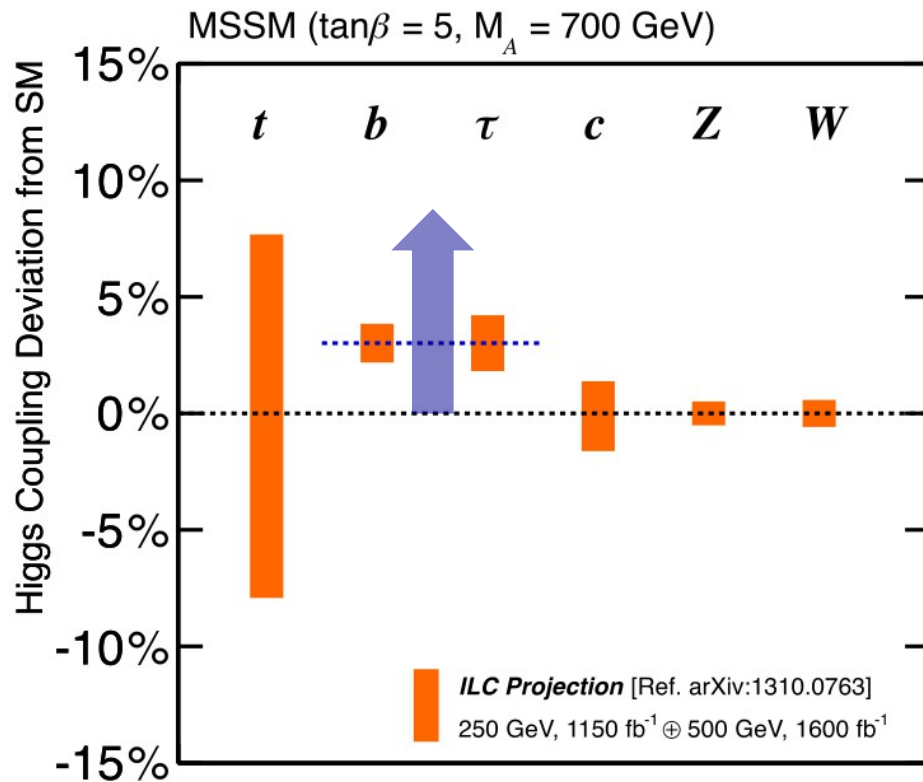 MSSM (tanβ = 5, M_A = 700 GeV)
Higgs Coupling Deviation from SM
15%
10%
5%
0%
-5%
-10%
-15%
t b τ c Z W
ILC Projection [Ref. arXiv:1310.0763]
250 GeV, 1150 fb⁻¹ ⊕ 500 GeV, 1600 fb⁻¹